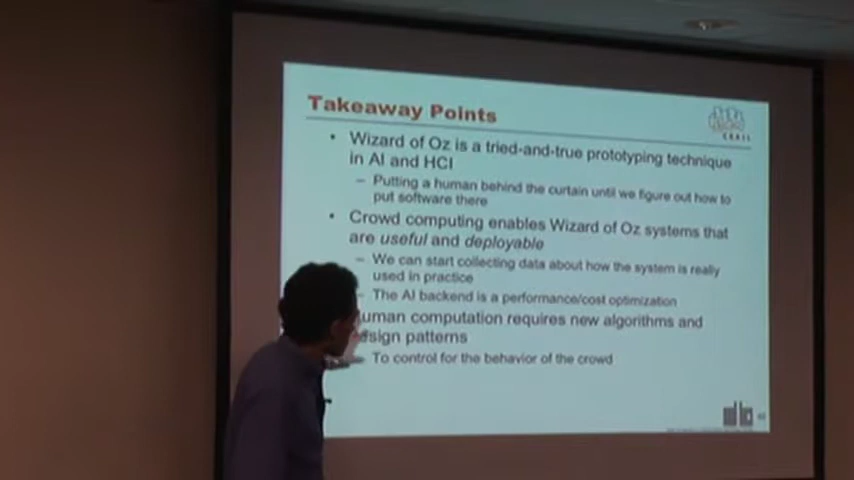 Takeaway Points
• Wizard of Oz is a tried-and-true prototyping technique
in AI and HCI
– Putting a human behind the curtain until we figure out how to
put software there
• Crowd computing enables Wizard of Oz systems that
are useful and deployable
– We can start collecting data about how the system is really
used in practice
– The AI backend is a performance/cost optimization
uman computation requires new algorithms and
sign patterns
To control for the behavior of the crowd